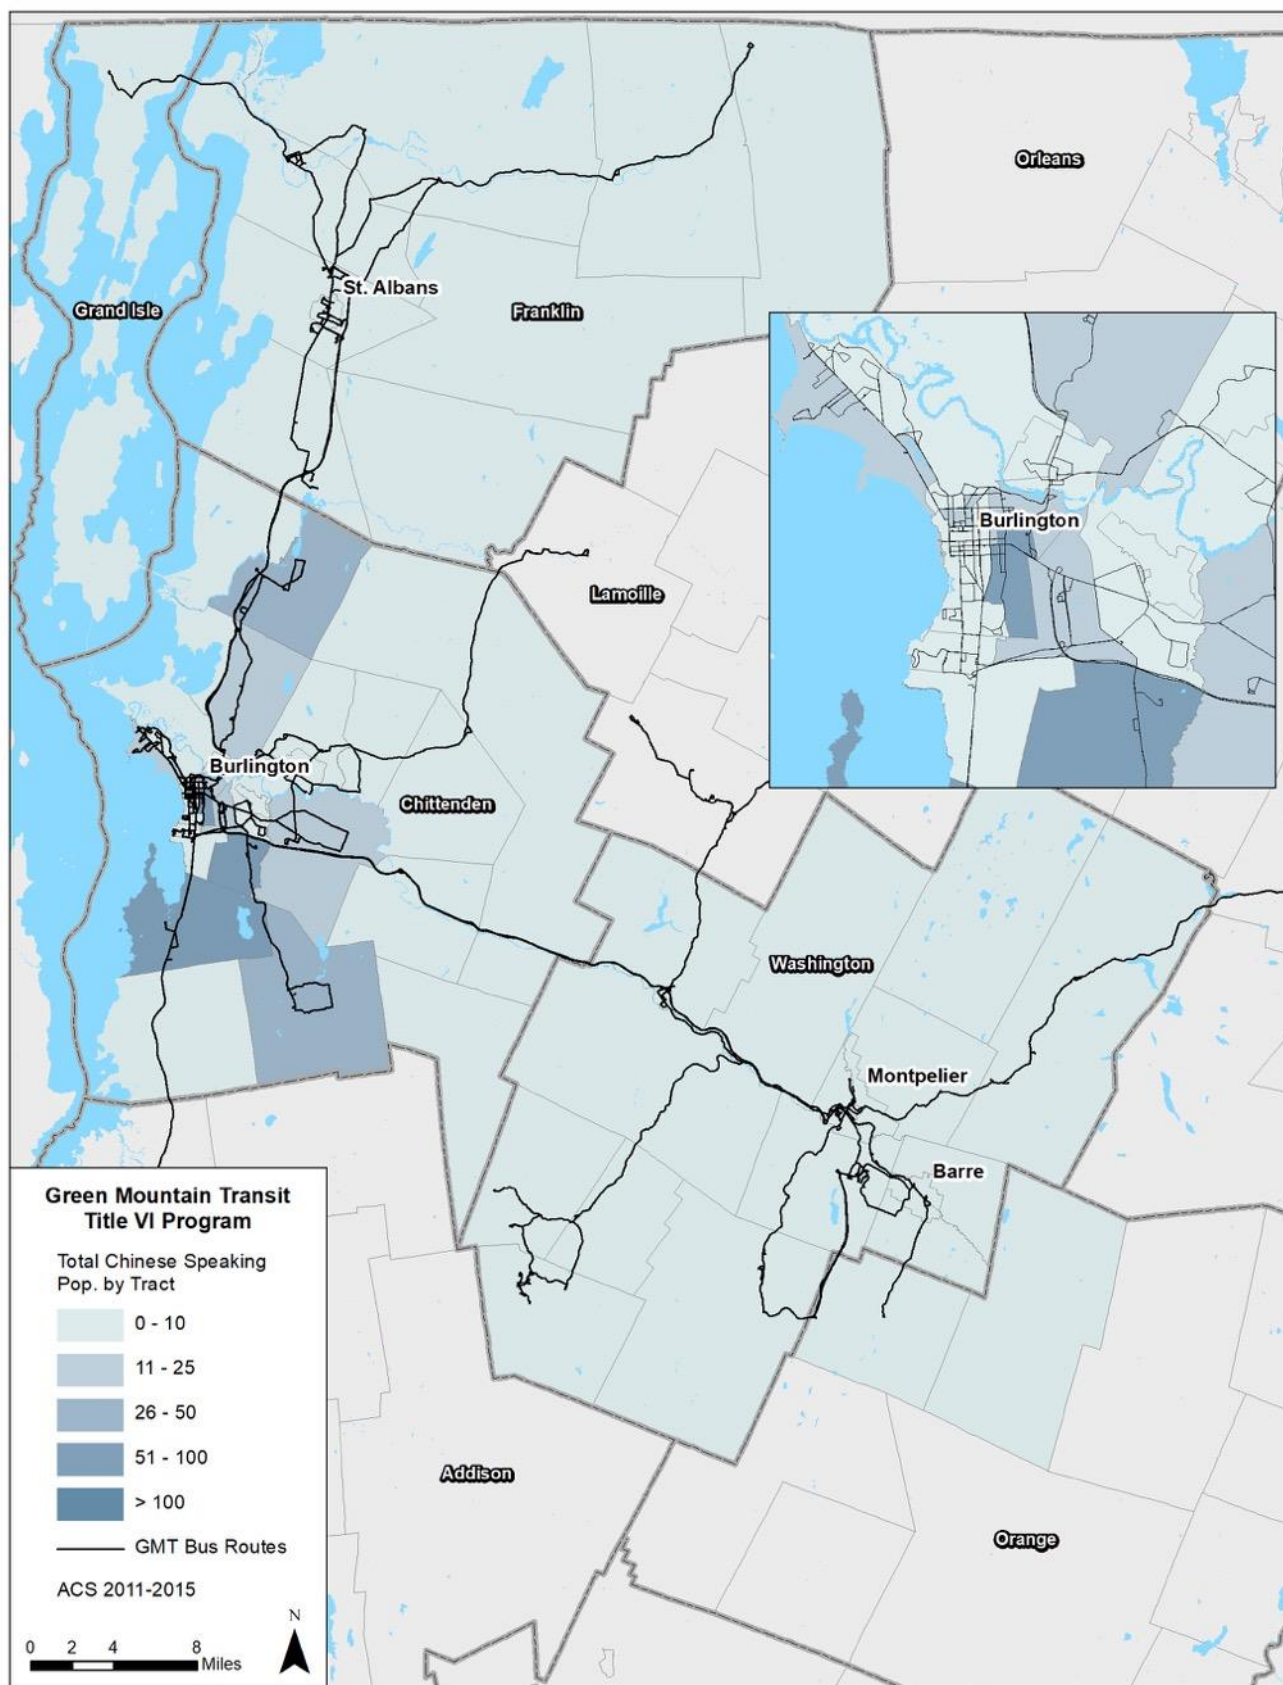 Orleans
St. Albans
Grand Isle
Franklin
Burlington
Lamoille
Burlington
Chittenden
Washington
Montpelier
Barre
Green Mountain Transit
Title VI Program
Total Chinese Speaking
Pop. by Tract
0 - 10
11 - 25
26 - 50
51 - 100
> 100
GMT Bus Routes
ACS 2011-2015
N
0 2 4 8
Miles
Addison
Orange